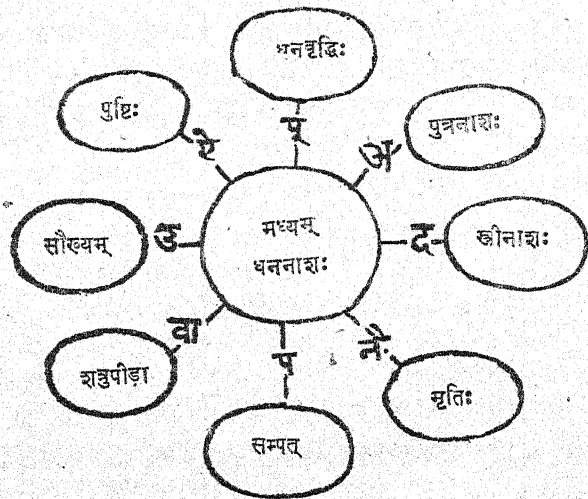 धनवृद्धिः
पुष्टिः
पू
पुत्रनाशः
ऐ
अ
सौख्यम्
उ
मध्यम्
धननाशः
द
स्त्रीनाशः
वा
प
नै
शत्रुपीड़ा
सम्पत्
मृतिः